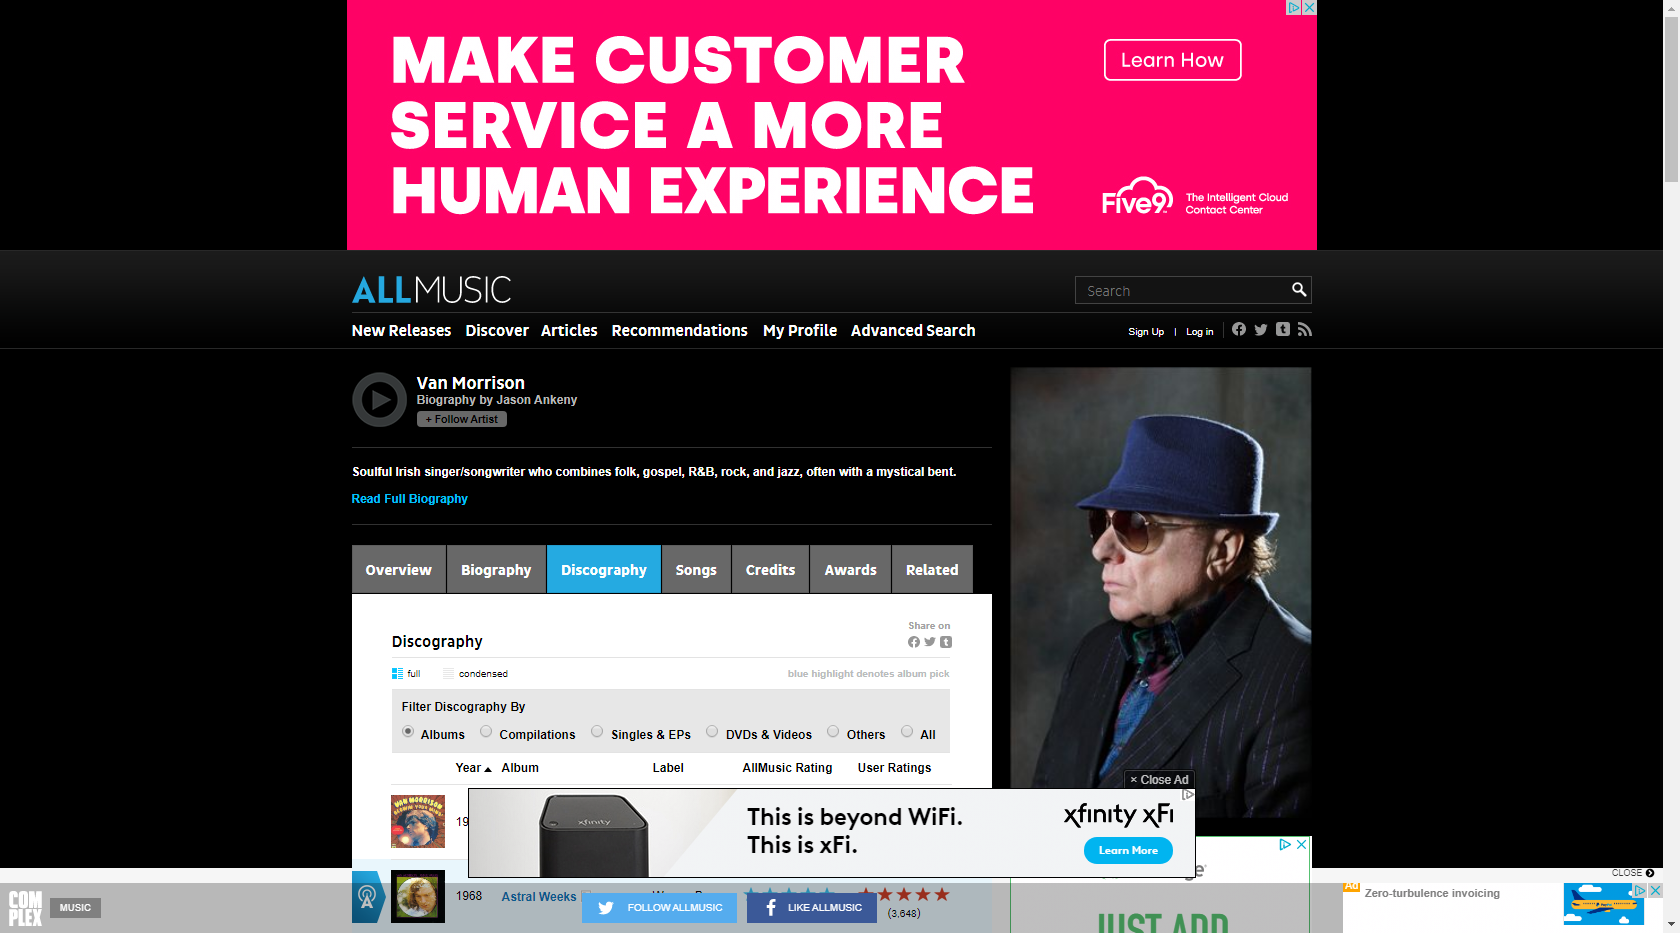 MAKE CUSTOMER
SERVICE A MORE
HUMAN EXPERIENCE
Learn How
Five9
The Intelligent Cloud
Contact Center
ALLMUSIC
Search
New Releases Discover Articles Recommendations My Profile Advanced Search
Sign Up | Log in
Van Morrison
Biography by Jason Ankeny
+ Follow Artist
Soulful Irish singer/songwriter who combines folk, gospel, R&B, rock, and jazz, often with a mystical bent.
Read Full Biography
Overview Biography Discography Songs Credits Awards Related
Share on
Discography
full condensed blue highlight denotes album pick
Filter Discography By
Albums Compilations Singles & EPs DVDs & Videos Others All
Year Album Label AllMusic Rating User Ratings
× Close Ad
VAN MORRISON
xfinity
This is beyond WiFi.
This is xFi.
xfinity xFi
Learn More
CLOSE
1968 Astral Weeks
(3,648)
COM
PLEX
MUSIC
FOLLOW ALLMUSIC
LIKE ALLMUSIC
JUST ADD
Ad
Zero-turbulence invoicing